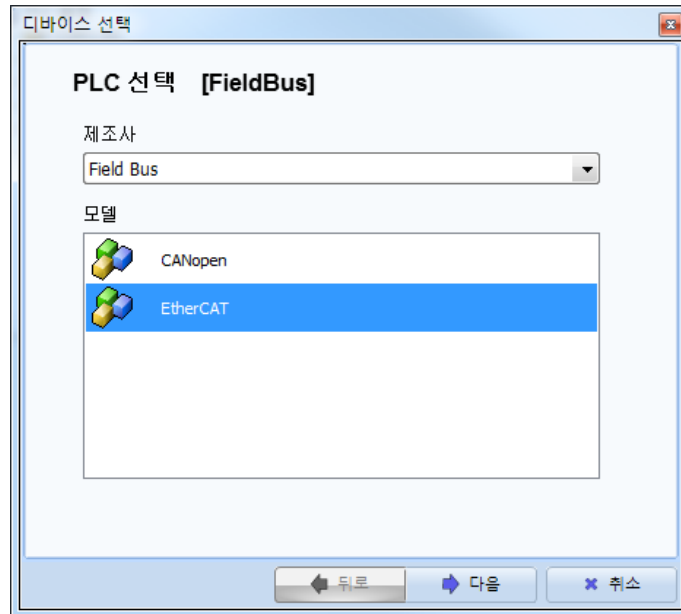 디바이스 선택
PLC 선택 [FieldBus]
제조사
Field Bus
모델
CANopen
EtherCAT
뒤로 다음 취소